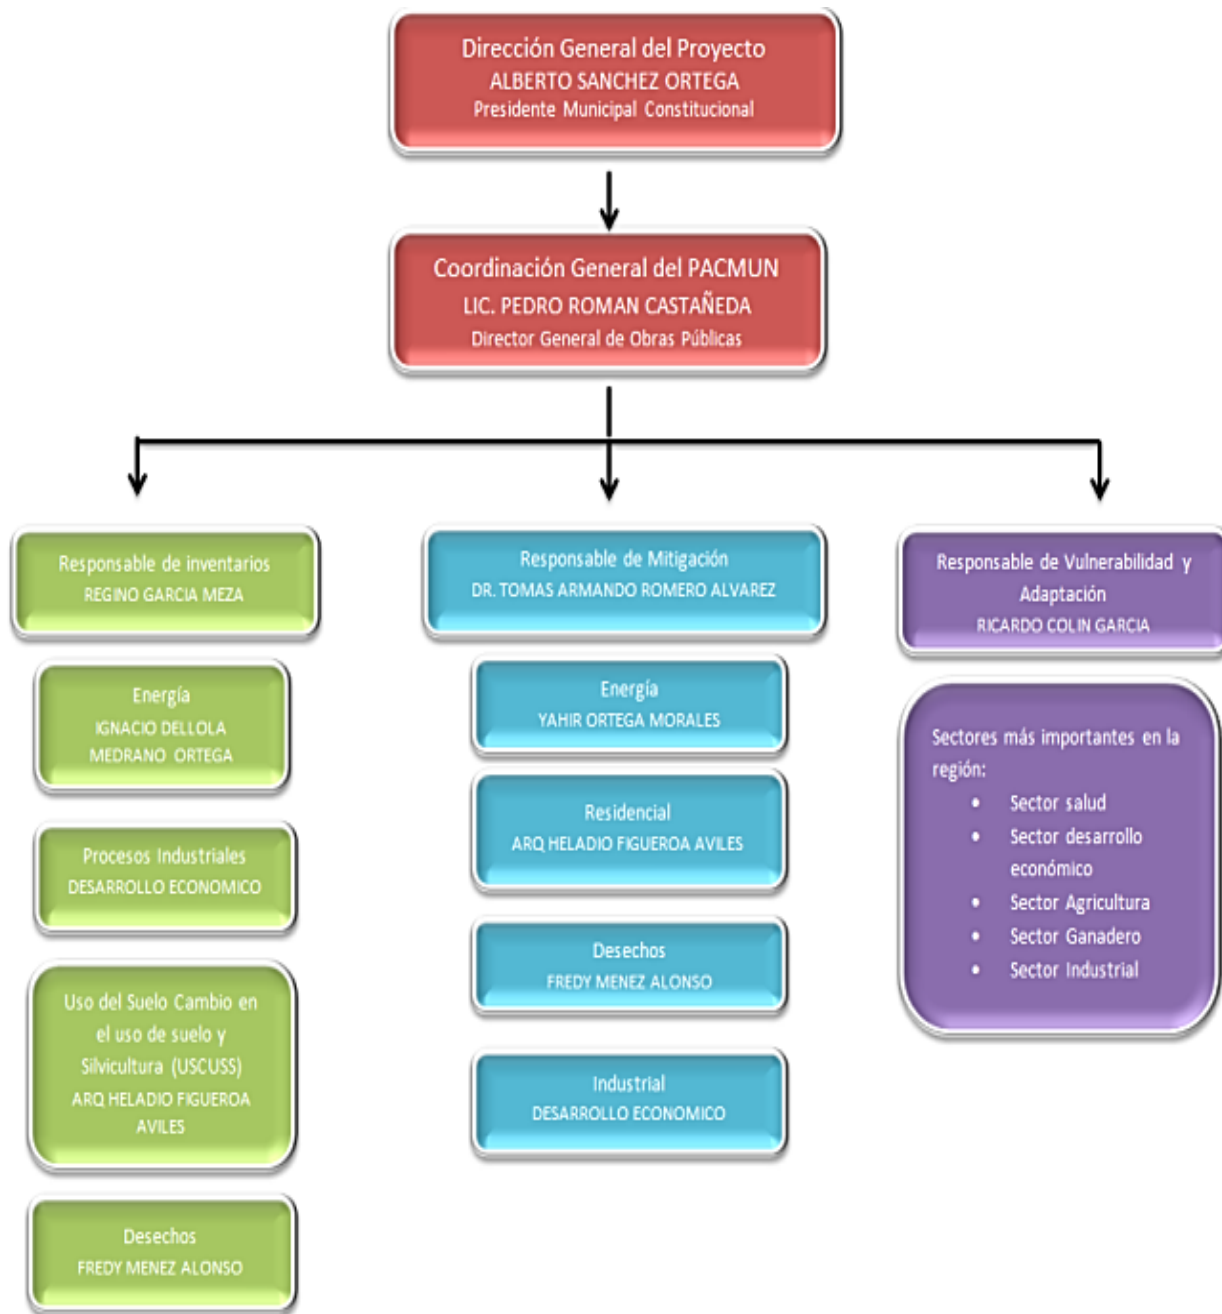 Dirección General del Proyecto
ALBERTO SANCHEZ ORTEGA
Presidente Municipal Constitucional
Coordinación General del PACMUN
LIC. PEDRO ROMAN CASTAÑEDA
Director General de Obras Públicas
Responsable de inventarios
REGINO GARCIA MEZA
Energía
IGNACIO DELLOLA
MEDRANO ORTEGA
Procesos Industriales
DESARROLLO ECONOMICO
Uso del Suelo Cambio en
el uso de suelo y
Silvicultura (USCUSS)
ARQ HELADIO FIGUEROA
AVILES
Desechos
FREDY MENEZ ALONSO
Responsable de Mitigación
DR. TOMAS ARMANDO ROMERO ALVAREZ
Energía
YAHIR ORTEGA MORALES
Residencial
ARQ HELADIO FIGUEROA AVILES
Desechos
FREDY MENEZ ALONSO
Industrial
DESARROLLO ECONOMICO
Responsable de Vulnerabilidad y
Adaptación
RICARDO COLIN GARCIA
Sectores más importantes en la
región:
• Sector salud
• Sector desarrollo
económico
• Sector Agricultura
• Sector Ganadero
• Sector Industrial